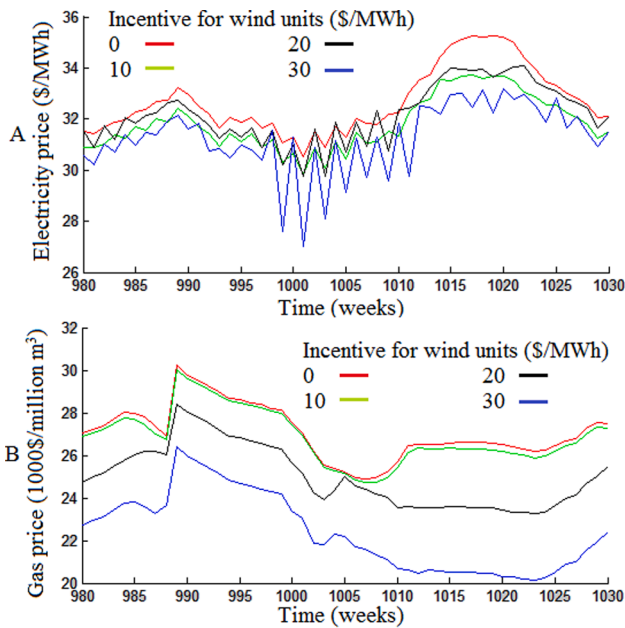 36
Incentive for wind units ($/MWh)
0
20
10
30
34
32
30
28
26
A
Electricity price ($/MWh)
980 985 990 995 1000 1005 1010 1015 1020 1025 1030
Time (weeks)
32
Incentive for wind units ($/MWh)
0
20
10
30
30
28
26
24
22
20
B
Gas price (1000$/million m³)
980 985 990 995 1000 1005 1010 1015 1020 1025 1030
Time (weeks)